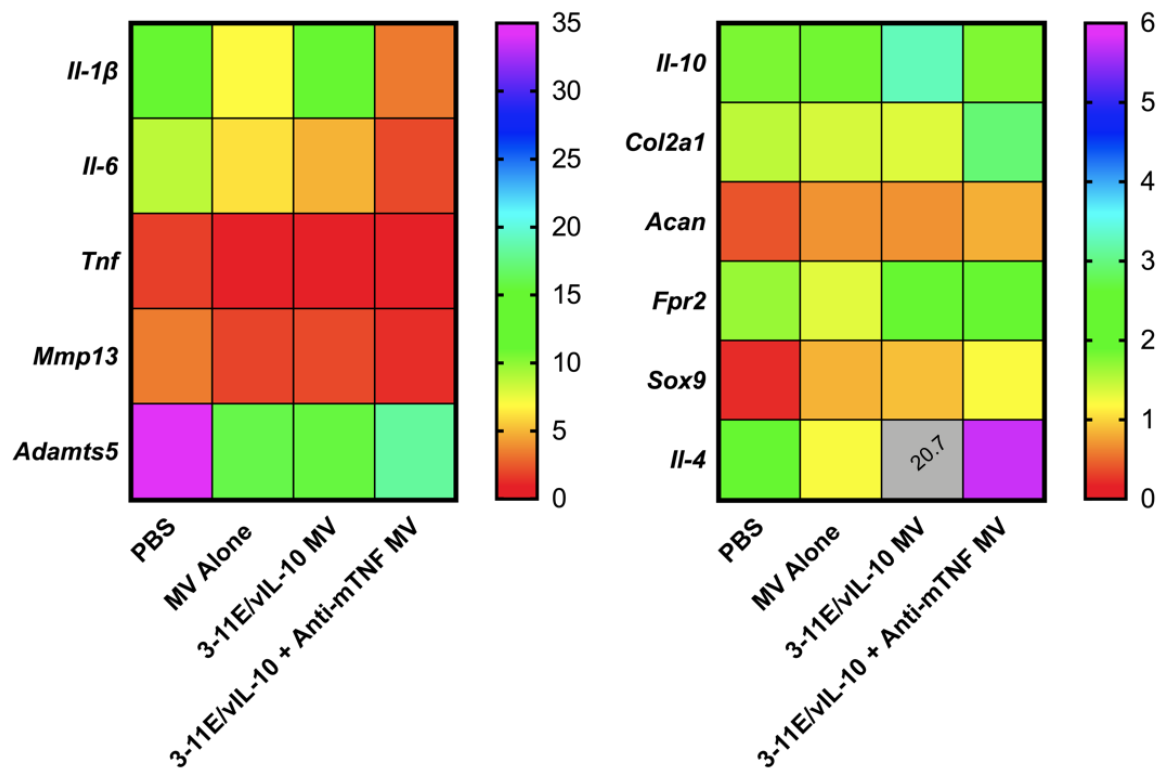 Il-1β
Il-6
Tnf
Mmp13
Adamts5
35
30
25
20
15
10
5
0
PBS
MV Alone
3-11E/vIL-10 MV
3-11E/vIL-10 + Anti-mTNF MV
Il-10
Col2a1
Acan
Fpr2
Sox9
Il-4
20.7
6
5
4
3
2
1
0
PBS
MV Alone
3-11E/vIL-10 MV
3-11E/vIL-10 + Anti-mTNF MV